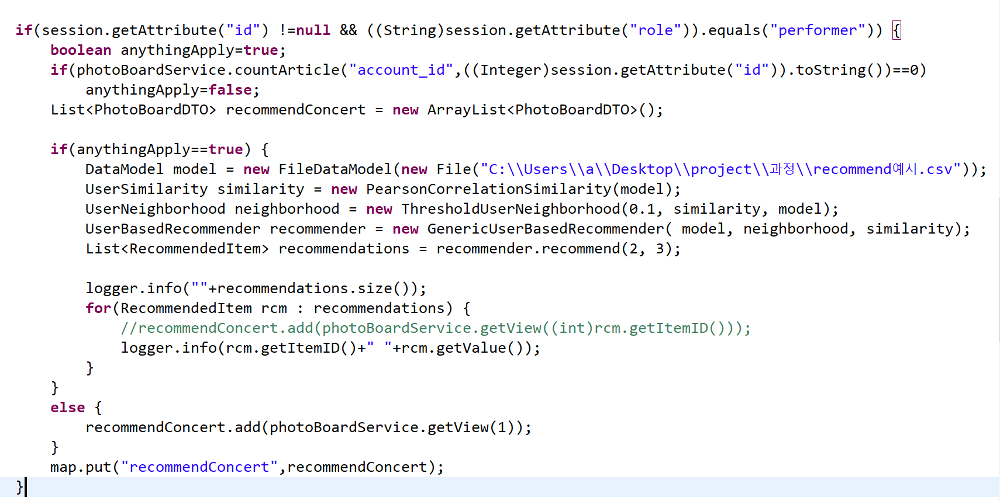 if(session.getAttribute("id") !=null && ((String)session.getAttribute("role")).equals("performer")) {
boolean anythingApply=true;
if(photoBoardService.countArticle("account_id",((Integer)session.getAttribute("id")).toString())==0)
anythingApply=false;
List<PhotoBoardDTO> recommendConcert = new ArrayList<PhotoBoardDTO>();
if(anythingApply==true) {
DataModel model = new FileDataModel(new File("C:\\Users\\a\\Desktop\\project\\과정\\recommend예시.csv"));
UserSimilarity similarity = new PearsonCorrelationSimilarity(model);
UserNeighborhood neighborhood = new ThresholdUserNeighborhood(0.1, similarity, model);
UserBasedRecommender recommender = new GenericUserBasedRecommender( model, neighborhood, similarity);
List<RecommendedItem> recommendations = recommender.recommend(2, 3);
logger.info(""+recommendations.size());
for(RecommendedItem rcm : recommendations) {
//recommendConcert.add(photoBoardService.getView((int)rcm.getItemID()));
logger.info(rcm.getItemID()+" "+rcm.getValue());
}
}
else {
recommendConcert.add(photoBoardService.getView(1));
}
map.put("recommendConcert",recommendConcert);
}